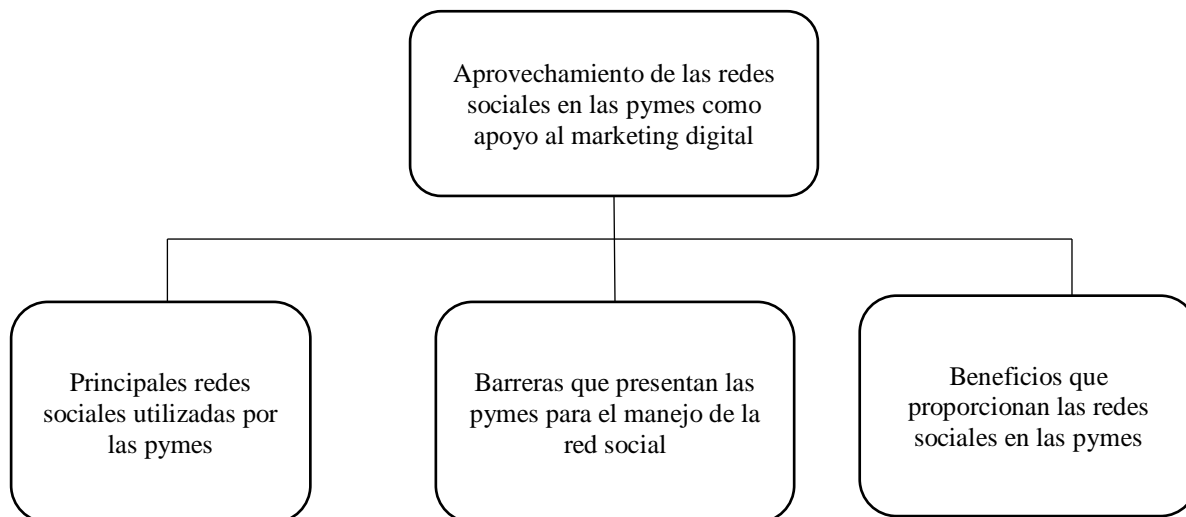 Aprovechamiento de las redes
sociales en las pymes como
apoyo al marketing digital
Principales redes
sociales utilizadas por
las pymes
Barreras que presentan las
pymes para el manejo de la
red social
Beneficios que
proporcionan las redes
sociales en las pymes